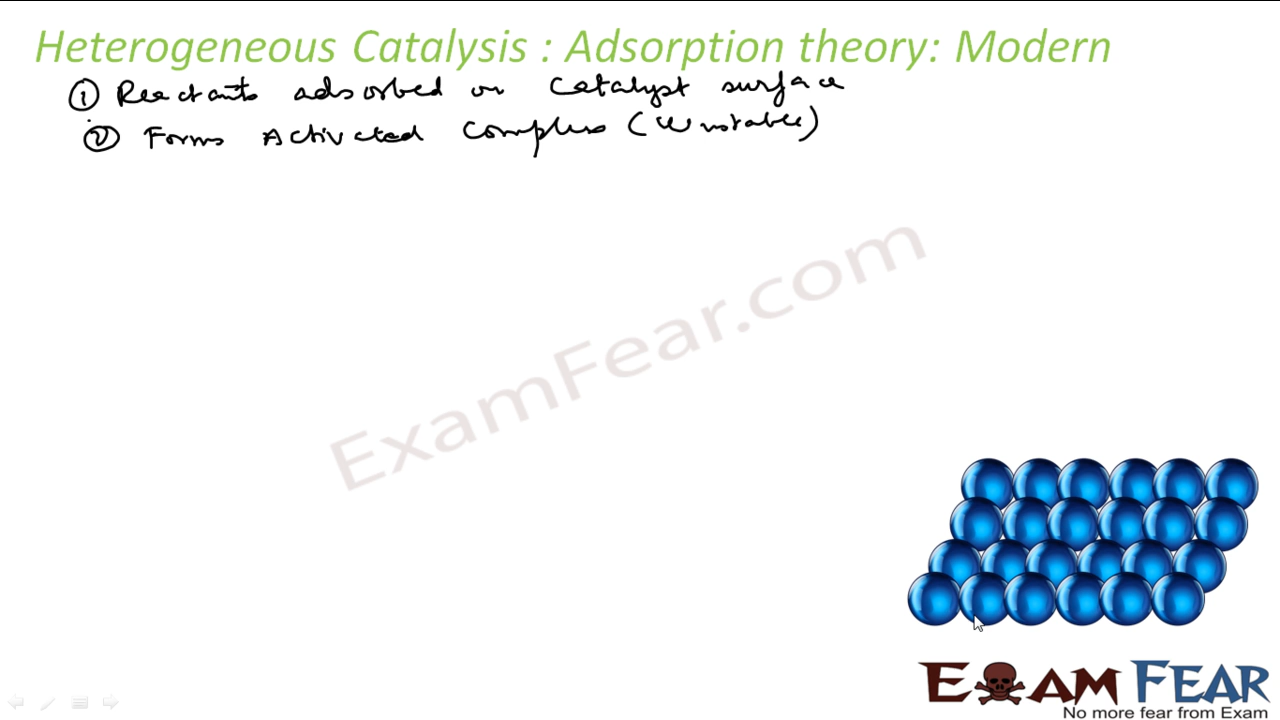 Heterogeneous Catalysis : Adsorption theory: Modern
① Reactants adsorbed on Catalyst surface
② Forms Activated Complex (Unstable)
ExamFear.com
EXAM FEAR
No more fear from Exam